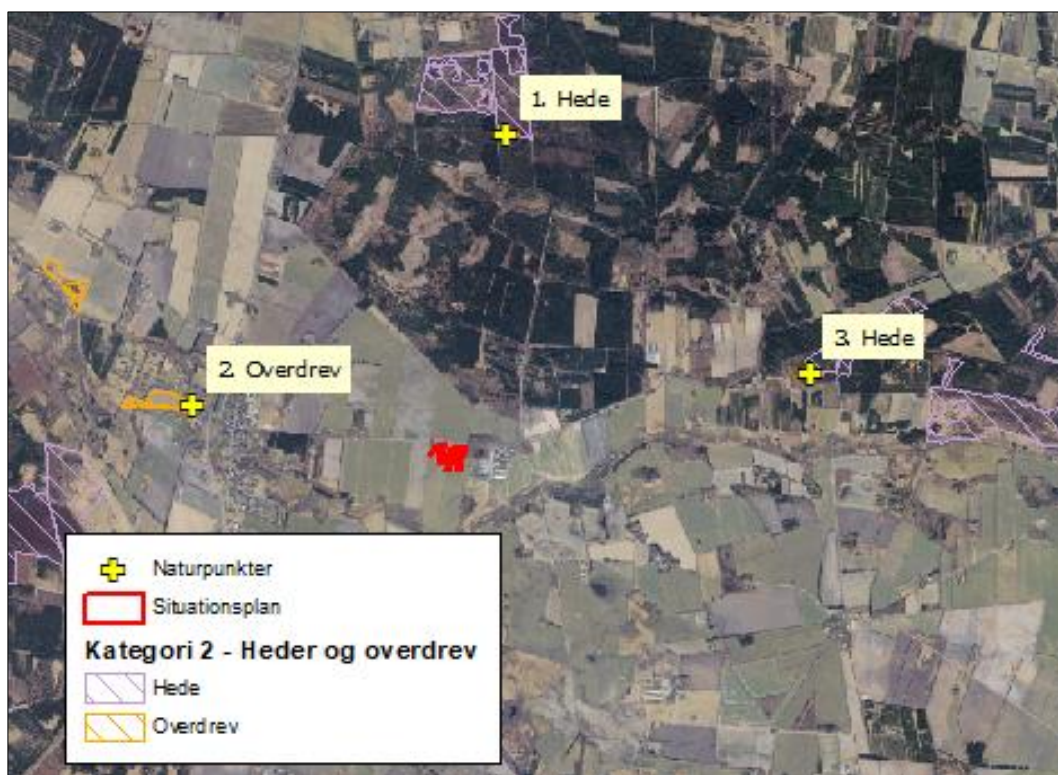 1. Hede
3. Hede
2. Overdrev
Naturpunkter
Situationsplan
Kategori 2 - Heder og overdrev
Hede
Overdrev